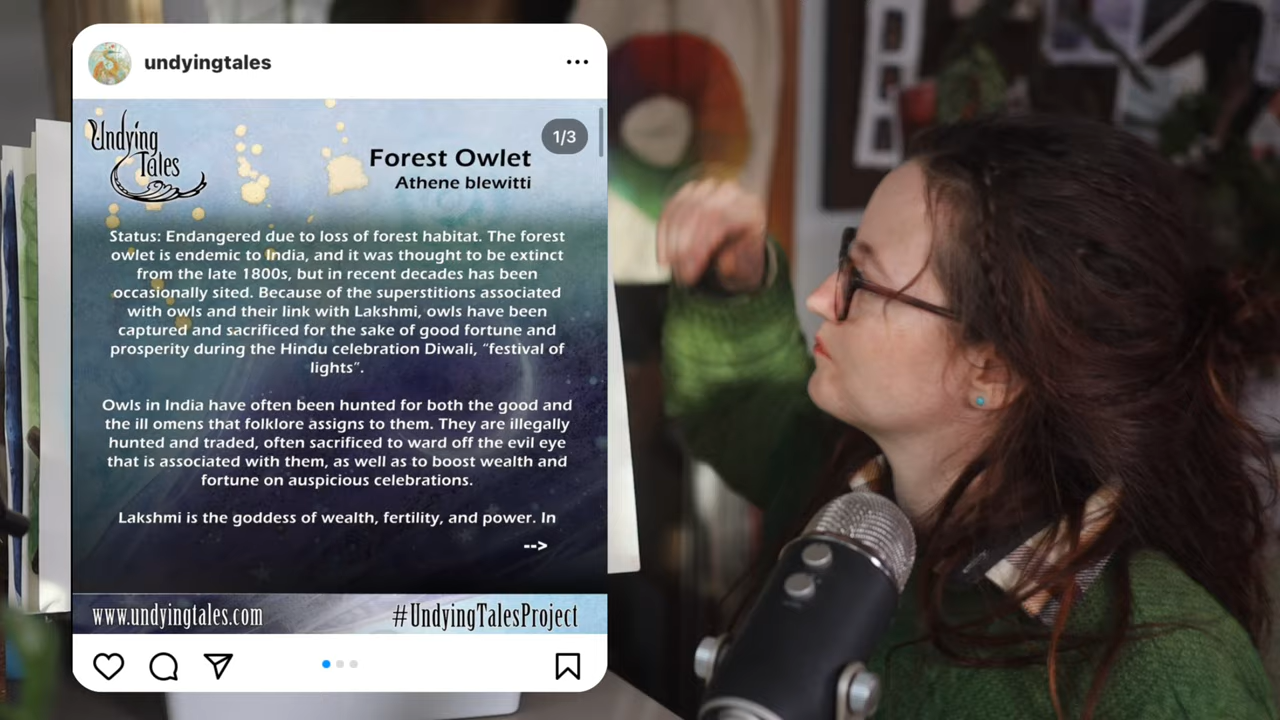 undyingtales
Undying
Tales
1/3
Forest Owlet
Athene blewitti
Status: Endangered due to loss of forest habitat. The forest
owlet is endemic to India, and it was thought to be extinct
from the late 1800s, but in recent decades has been
occasionally sited. Because of the superstitions associated
with owls and their link with Lakshmi, owls have been
captured and sacrificed for the sake of good fortune and
prosperity during the Hindu celebration Diwali, “festival of
lights”.
Owls in India have often been hunted for both the good and
the ill omens that folklore assigns to them. They are illegally
hunted and traded, often sacrificed to ward off the evil eye
that is associated with them, as well as to boost wealth and
fortune on auspicious celebrations.
Lakshmi is the goddess of wealth, fertility, and power. In
-->
www.undyingtales.com
#UndyingTalesProject